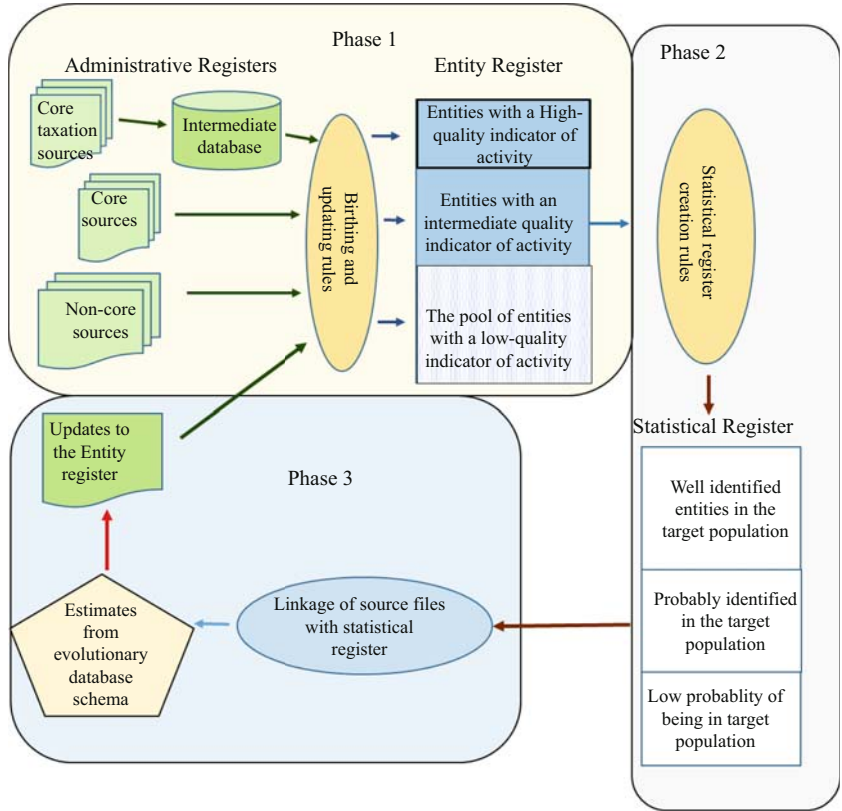 Phase 1
Administrative Registers
Entity Register
Core
taxation
sources
Intermediate
database
Core
sources
Non-core
sources
Birthing and
updating rules
Entities with a High-
quality indicator of
activity
Entities with an
intermediate quality
indicator of activity
The pool of entities
with a low-quality
indicator of activity
Phase 2
Statistical register
creation rules
Statistical Register
Well identified
entities in the
target population
Probably identified
in the target
population
Low probablity of
being in target
population
Phase 3
Linkage of source files
with statistical
register
Estimates
from
evolutionary
database
schema
Updates to
the Entity
register